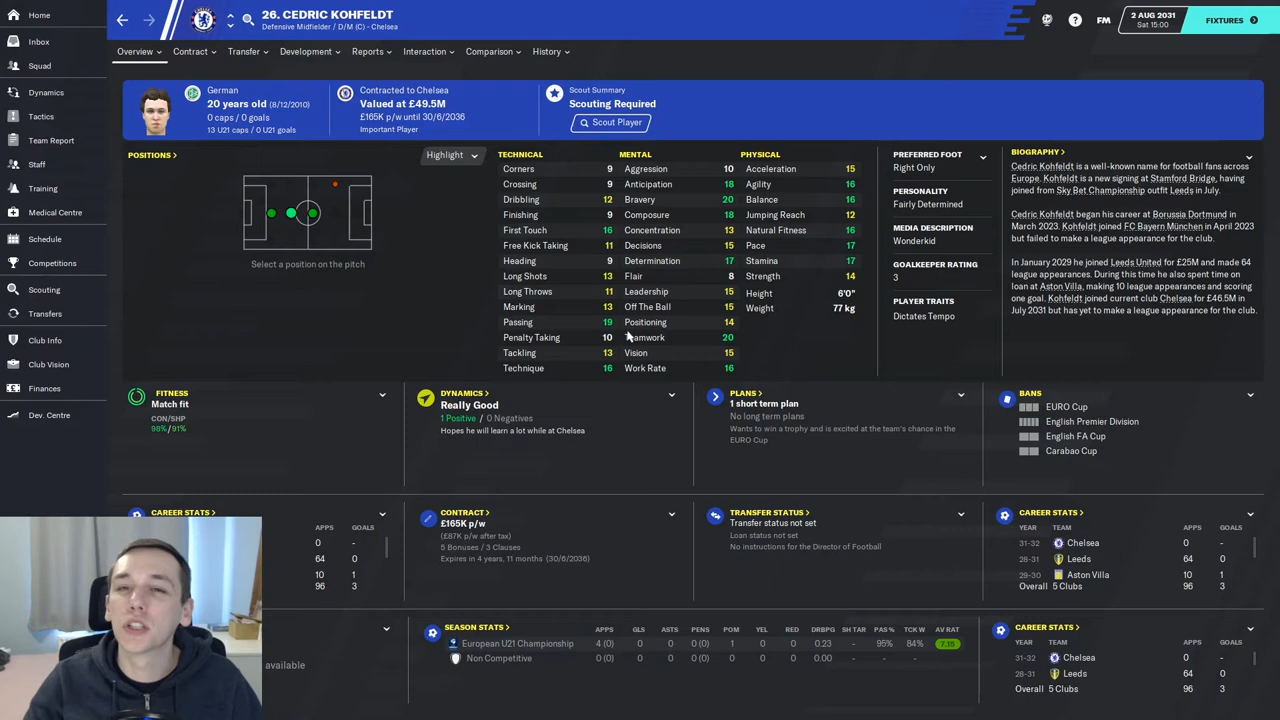 Home
Inbox
Squad
Dynamics
Tactics
Team Report
Staff
Training
Medical Centre
Schedule
Competitions
Scouting
Transfers
Club Info
Club Vision
Finances
Dev. Centre
26. CEDRIC KOHFELDT
Defensive Midfielder / D/M (C) - Chelsea
FM
2 AUG 2031
Sat 15:00
FIXTURES
Overview
Contract
Transfer
Development
Reports
Interaction
Comparison
History
German
20 years old (8/12/2010)
0 caps / 0 goals
13 U21 caps / 0 U21 goals
Contracted to Chelsea
Valued at £49.5M
£165K p/w until 30/6/2036
Important Player
Scout Summary
Scouting Required
Scout Player
POSITIONS
Highlight
Select a position on the pitch
TECHNICAL
Corners 9
Crossing 9
Dribbling 12
Finishing 9
First Touch 16
Free Kick Taking 11
Heading 9
Long Shots 13
Long Throws 11
Marking 13
Passing 19
Penalty Taking 10
Tackling 13
Technique 16
MENTAL
Aggression 10
Anticipation 18
Bravery 20
Composure 18
Concentration 13
Decisions 15
Determination 17
Flair 8
Leadership 15
Off The Ball 15
Positioning 14
Teamwork 20
Vision 15
Work Rate 16
PHYSICAL
Acceleration 15
Agility 16
Balance 16
Jumping Reach 12
Natural Fitness 16
Pace 17
Stamina 17
Strength 14
Height 6'0"
Weight 77 kg
PREFERRED FOOT
Right Only
PERSONALITY
Fairly Determined
MEDIA DESCRIPTION
Wonderkid
GOALKEEPER RATING
3
PLAYER TRAITS
Dictates Tempo
BIOGRAPHY
Cedric Kohfeldt is a well-known name for football fans across
Europe. Kohfeldt is a new signing at Stamford Bridge, having
joined from Sky Bet Championship outfit Leeds in July.
Cedric Kohfeldt began his career at Borussia Dortmund in
March 2023. Kohfeldt joined FC Bayern München in April 2023
but failed to make a league appearance for the club.
In January 2029 he joined Leeds United for £25M and made 64
league appearances. During this time he also spent time on
loan at Aston Villa, making 10 league appearances and scoring
one goal. Kohfeldt joined current club Chelsea for £46.5M in
July 2031 but has yet to make a league appearance for the club.
FITNESS
Match fit
CON/SHP
98%/91%
DYNAMICS
Really Good
1 Positive / 0 Negatives
Hopes he will learn a lot while at Chelsea
PLANS
1 short term plan
No long term plans
Wants to win a trophy and is excited at the team's chance in the
EURO Cup
BANS
EURO Cup
English Premier Division
English FA Cup
Carabao Cup
CAREER STATS
APPS GOALS
0 -
64 0
10 1
96 3
CONTRACT
£165K p/w
(£87K p/w after tax)
5 Bonuses / 3 Clauses
Expires in 4 years, 11 months (30/6/2036)
TRANSFER STATUS
Transfer status not set
Loan status not set
No instructions for the Director of Football
CAREER STATS
YEAR TEAM APPS GOALS
31-32 Chelsea 0 -
28-31 Leeds 64 0
29-30 Aston Villa 10 1
Overall 5 Clubs 96 3
available
SEASON STATS
APPS GLS ASTS PENS POM YEL RED DRBPG SH TAR PAS% TCK W AV RAT
European U21 Championship 4 (0) 0 0 0 (0) 1 0 0 0.23 - 95% 84% 7.15
Non Competitive 0 (0) 0 0 0 (0) 0 0 0 0.00 - - - -
CAREER STATS
YEAR TEAM APPS GOALS
31-32 Chelsea 0 -
28-31 Leeds 64 0
Overall 5 Clubs 96 3